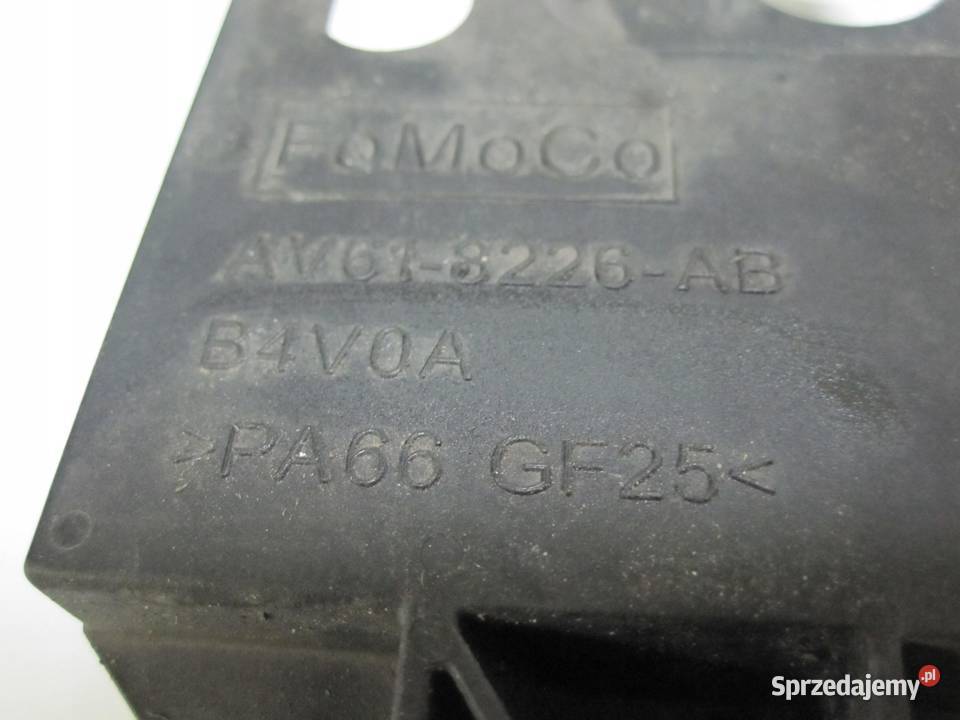 FoMoCo
AV61-8226-AB
B4V0A
>PA66 GF25<
Sprzedajemy.pl